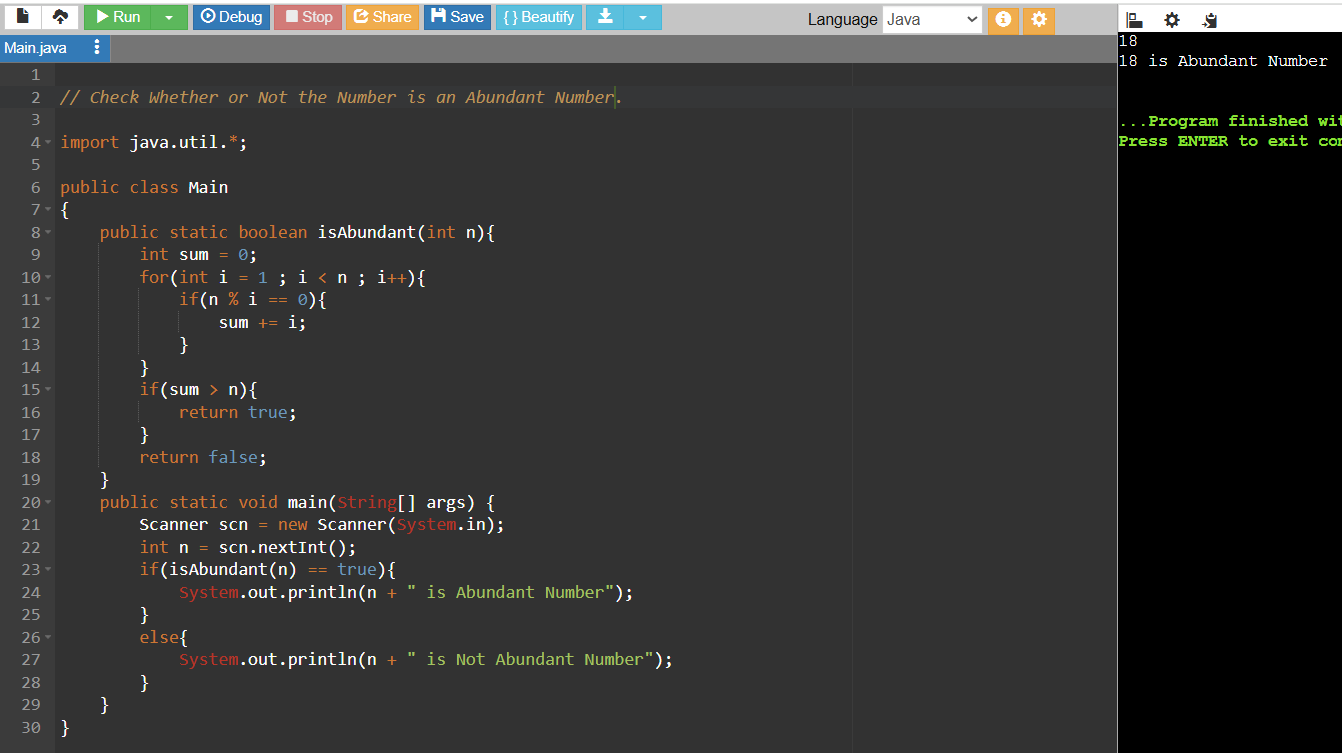 Run Debug Stop Share Save { } Beautify Language Java
Main.java
1
2 // Check Whether or Not the Number is an Abundant Number.
3
4 import java.util.*;
5
6 public class Main
7 {
8 public static boolean isAbundant(int n){
9 int sum = 0;
10 for(int i = 1 ; i < n ; i++){
11 if(n % i == 0){
12 sum += i;
13 }
14 }
15 if(sum > n){
16 return true;
17 }
18 return false;
19 }
20 public static void main(String[] args) {
21 Scanner scn = new Scanner(System.in);
22 int n = scn.nextInt();
23 if(isAbundant(n) == true){
24 System.out.println(n + " is Abundant Number");
25 }
26 else{
27 System.out.println(n + " is Not Abundant Number");
28 }
29 }
30 }
18
18 is Abundant Number
...Program finished wit
Press ENTER to exit con